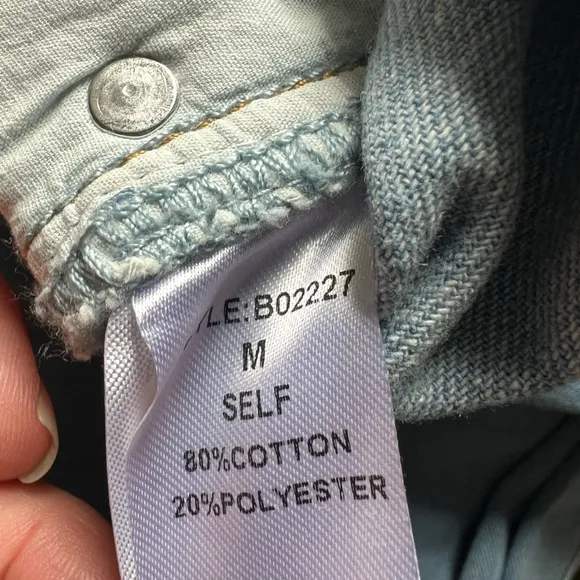 LE:B02227
M
SELF
80%COTTON
20%POLYESTER